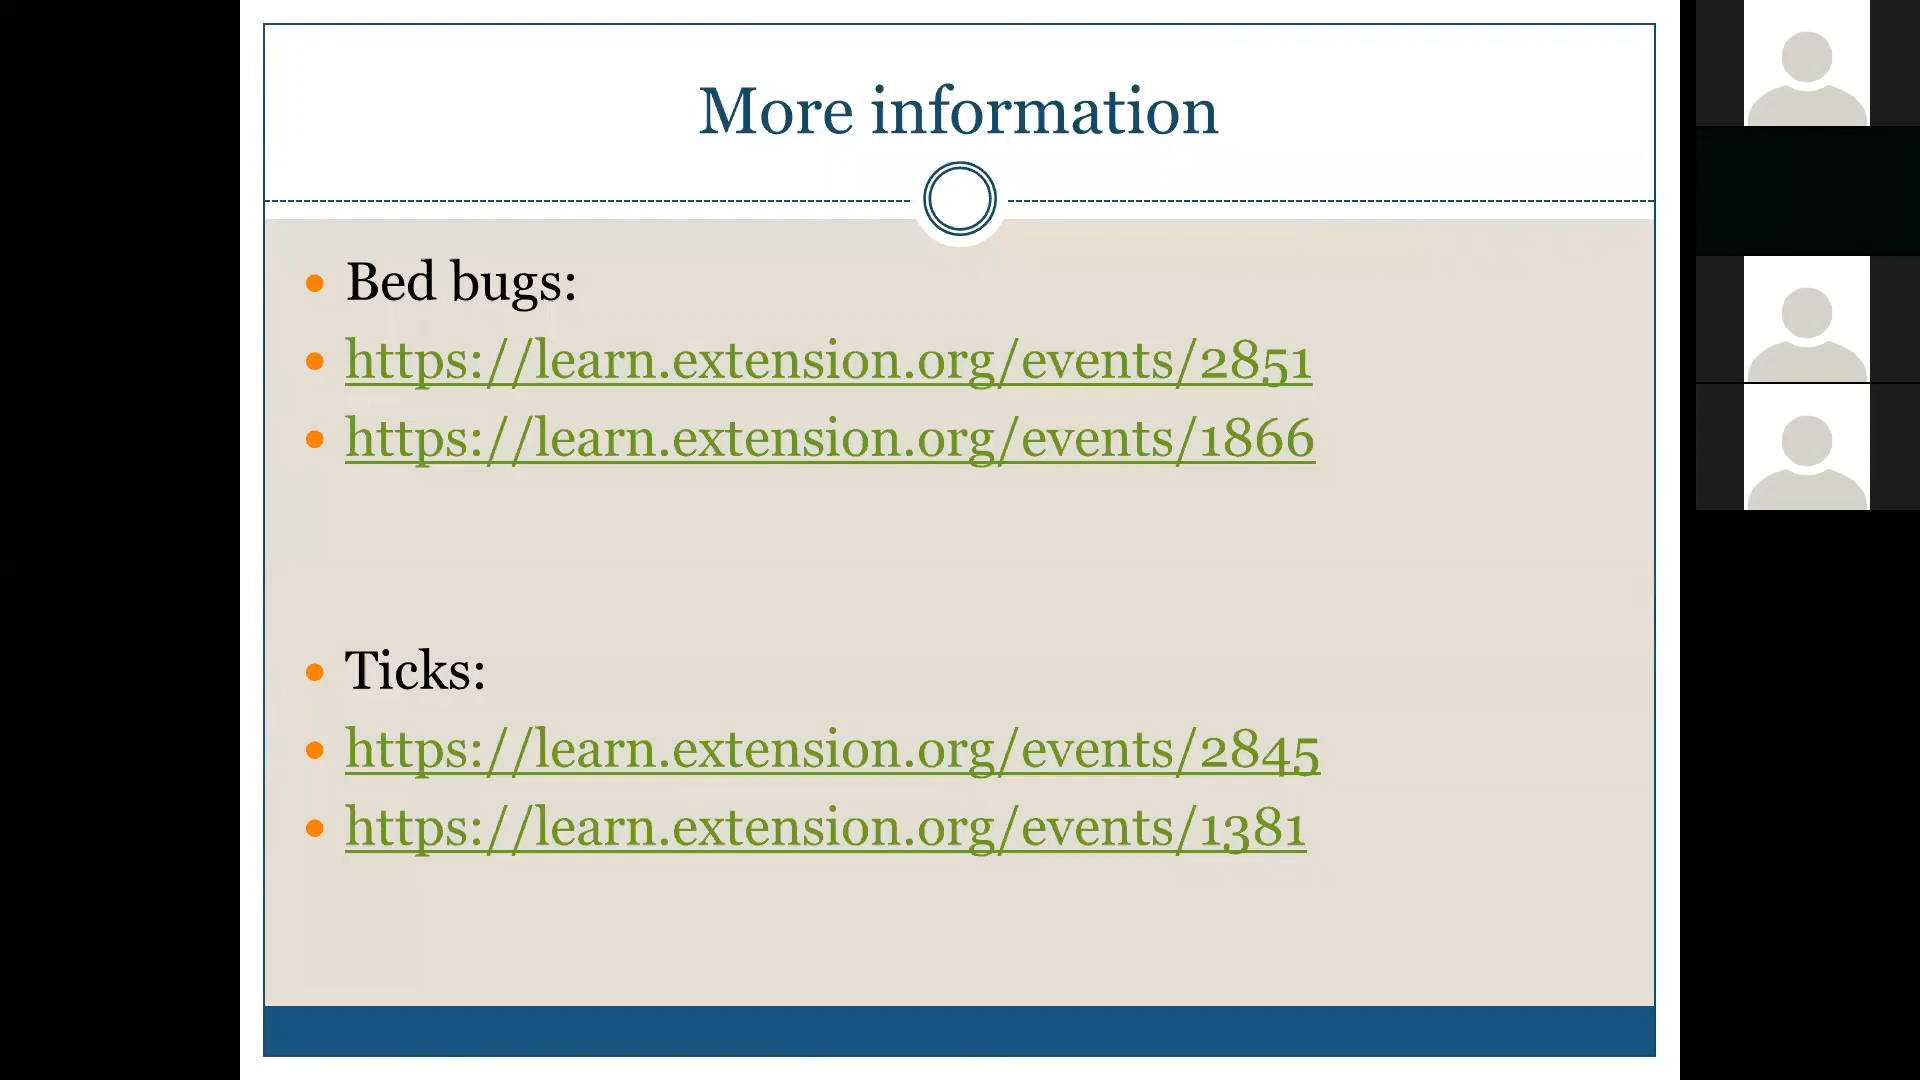 More information
Bed bugs:
https://learn.extension.org/events/2851
https://learn.extension.org/events/1866
Ticks:
https://learn.extension.org/events/2845
https://learn.extension.org/events/1381